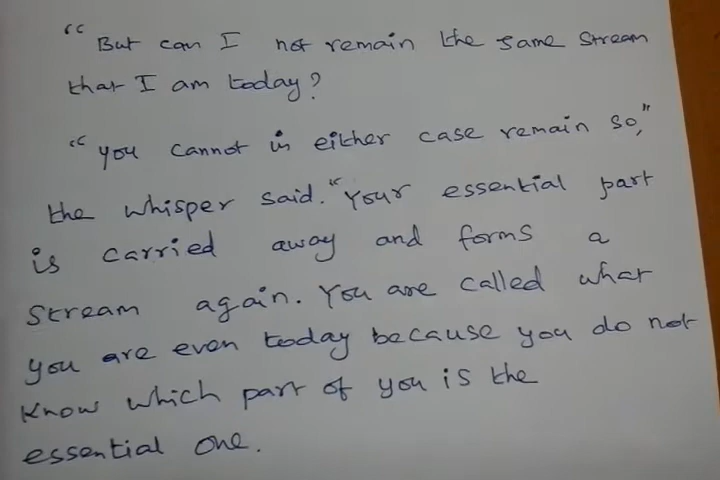 “But can I not remain the same stream
that I am today?
“you cannot in either case remain so,”
the whisper said. “Your essential part
is carried away and forms a
stream again. You are called what
you are even today because you do not
know which part of you is the
essential one.